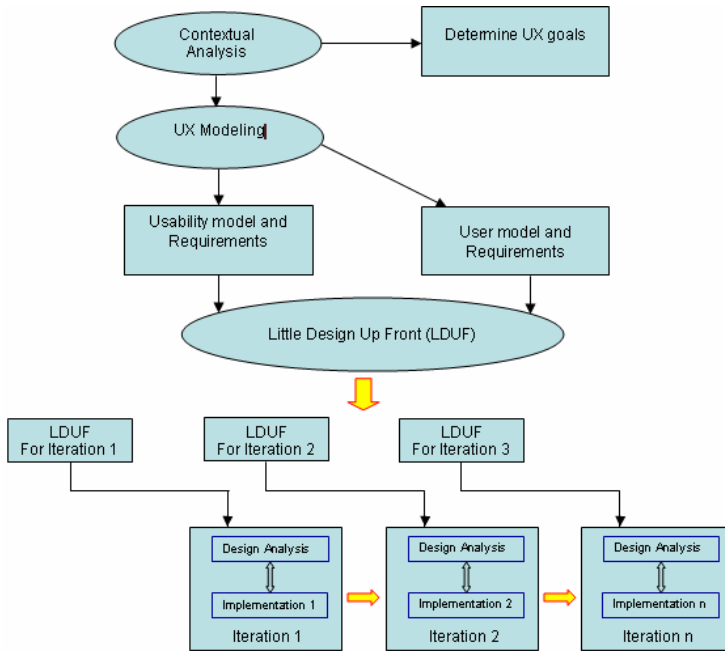 Contextual
Analysis
Determine UX goals
UX Modeling
Usability model and
Requirements
User model and
Requirements
Little Design Up Front (LDUF)
LDUF
For Iteration 1
LDUF
For Iteration 2
LDUF
For Iteration 3
Design Analysis
Implementation 1
Iteration 1
Design Analysis
Implementation 2
Iteration 2
Design Analysis
Implementation n
Iteration n